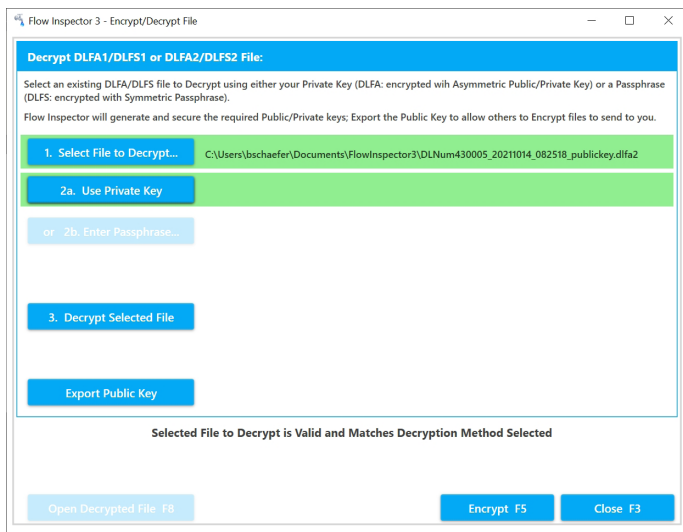 Flow Inspector 3 - Encrypt/Decrypt File
Decrypt DLFA1/DLFS1 or DLFA2/DLFS2 File:
Select an existing DLFA/DLFS file to Decrypt using either your Private Key (DLFA: encrypted wih Asymmetric Public/Private Key) or a Passphrase
(DLFS: encrypted with Symmetric Passphrase).
Flow Inspector will generate and secure the required Public/Private keys; Export the Public Key to allow others to Encrypt files to send to you.
1. Select File to Decrypt... C:\Users\bschaefer\Documents\FlowInspector3\DLNum430005_20211014_082518_publickey.dlfa2
2a. Use Private Key
or 2b. Enter Passphrase...
3. Decrypt Selected File
Export Public Key
Selected File to Decrypt is Valid and Matches Decryption Method Selected
Open Decrypted File F8 Encrypt F5 Close F3